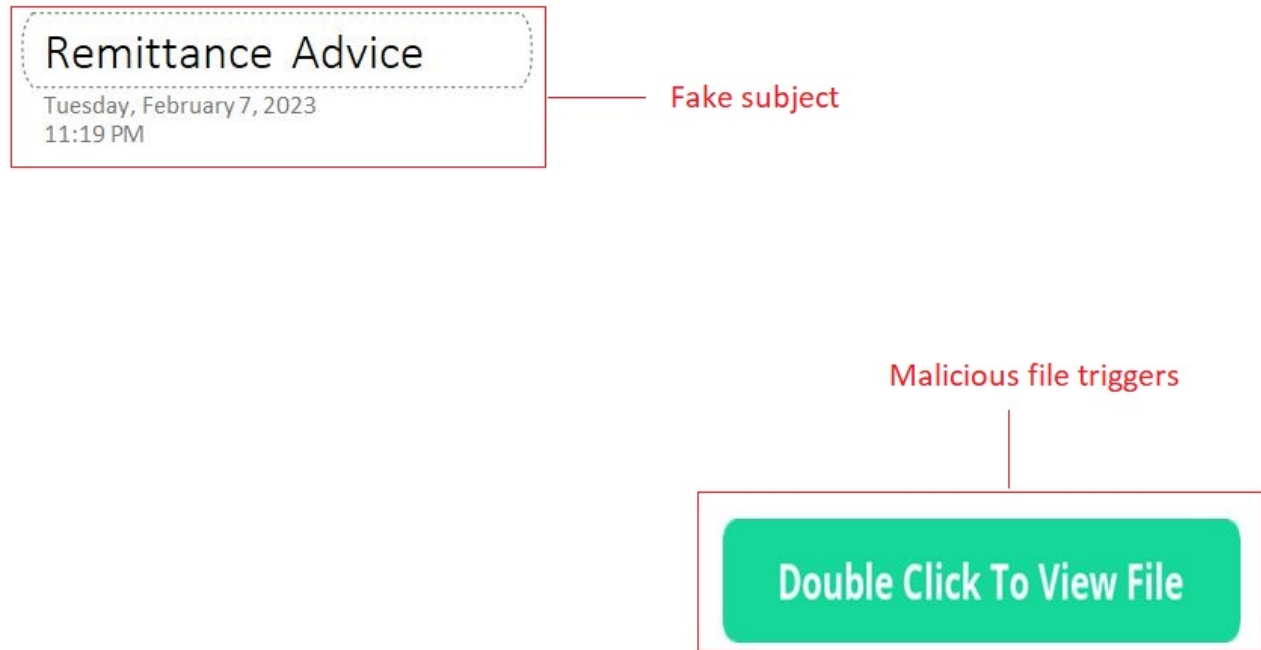 Remittance Advice
Tuesday, February 7, 2023
11:19 PM
Fake subject
Malicious file triggers
Double Click To View File